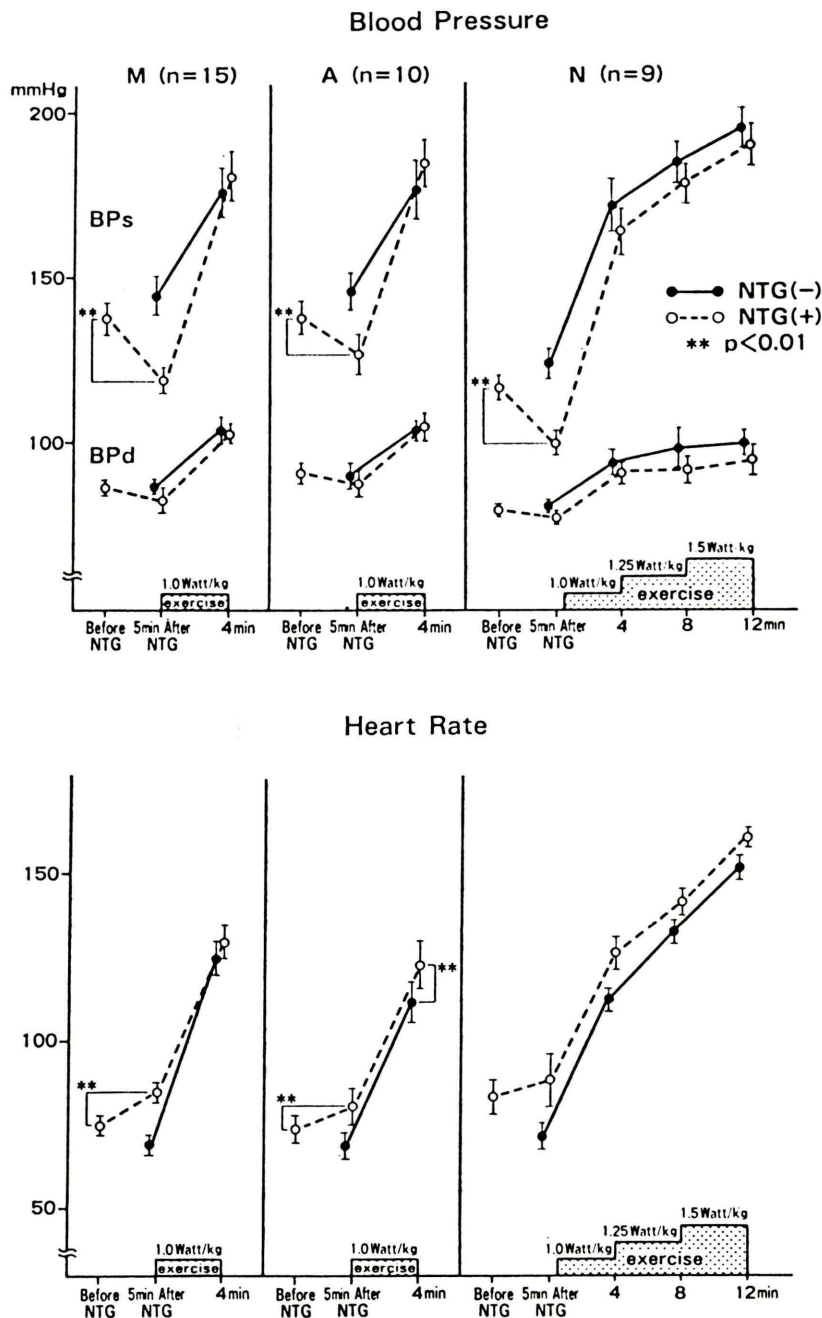 Blood Pressure
M (n=15) A (n=10) N (n=9)
mmHg
200
BPs
150
NTG(-)
NTG(+)
** p<0.01
**
**
**
100
BPd
1.0Watt/kg 1.0Watt/kg 1.0Watt/kg 1.25Watt/kg 1.5Watt/kg
exercise exercise exercise
Before 5min After 4min Before 5min After 4min Before 5min After 4 8 12min
NTG NTG NTG NTG NTG NTG
Heart Rate
150
**
100
**
**
50
1.0Watt/kg 1.0Watt/kg 1.0Watt/kg 1.25Watt/kg 1.5Watt/kg
exercise exercise exercise
Before 5min After 4min Before 5min After 4min Before 5min After 4 8 12min
NTG NTG NTG NTG NTG NTG